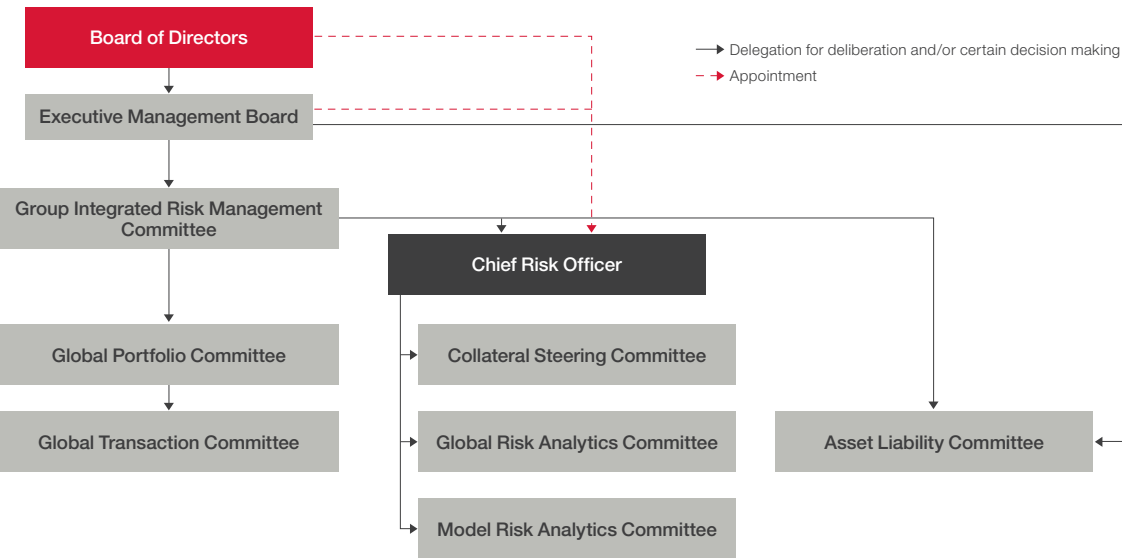 Board of Directors
Delegation for deliberation and/or certain decision making
Appointment
Executive Management Board
Group Integrated Risk Management
Committee
Chief Risk Officer
Global Portfolio Committee
Collateral Steering Committee
Global Transaction Committee
Global Risk Analytics Committee
Asset Liability Committee
Model Risk Analytics Committee